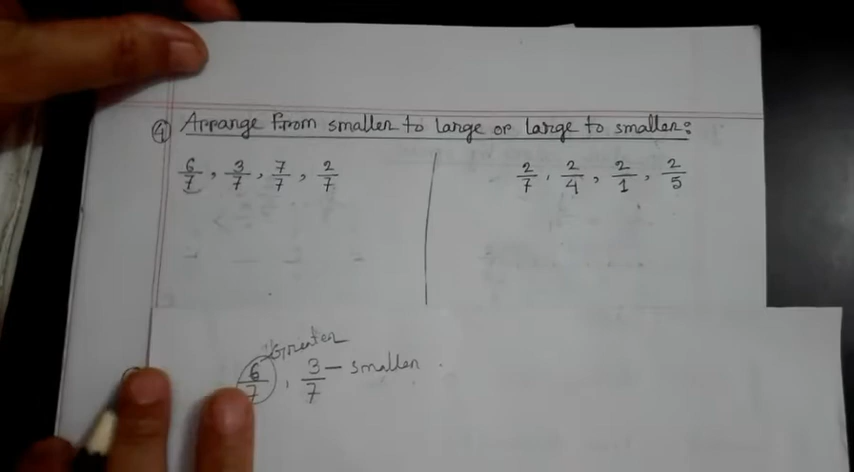 ④ Arrange from smaller to large or large to smaller:
6/7, 3/7, 7/7, 2/7
2/7, 2/4, 2/1, 2/5
Greater
6/7, 3/7 — smaller